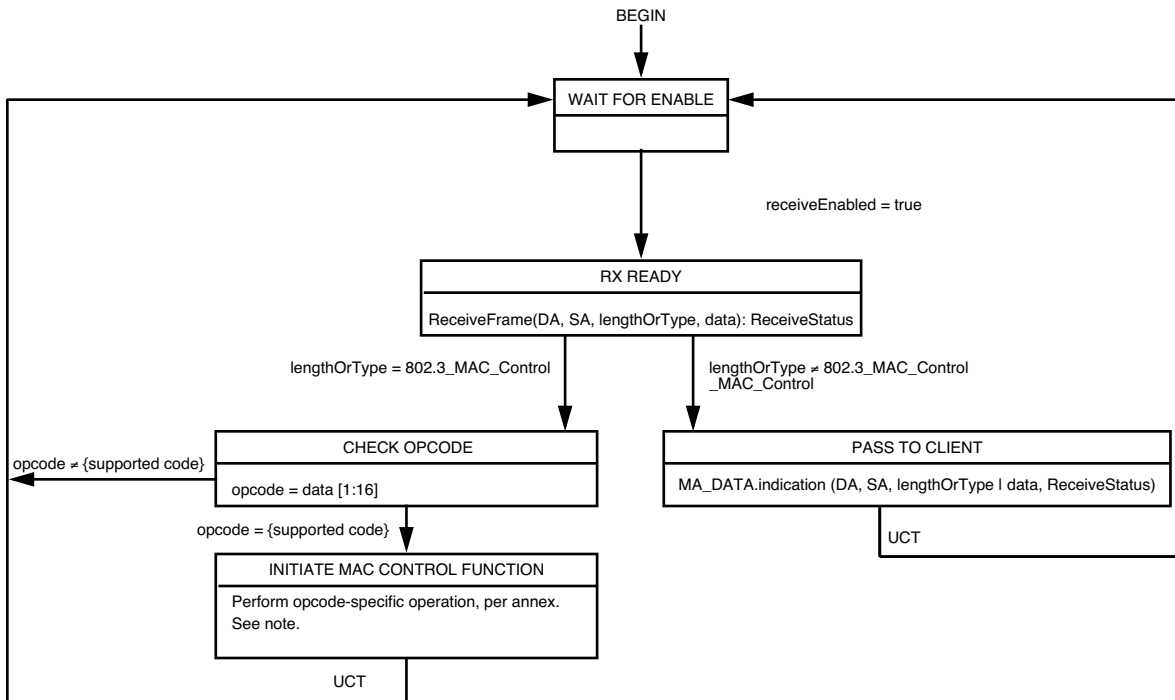 BEGIN
WAIT FOR ENABLE
receiveEnabled = true
RX READY
ReceiveFrame(DA, SA, lengthOrType, data): ReceiveStatus
lengthOrType = 802.3_MAC_Control
lengthOrType ≠ 802.3_MAC_Control
_MAC_Control
CHECK OPCODE
opcode = data [1:16]
PASS TO CLIENT
MA_DATA.indication (DA, SA, lengthOrType | data, ReceiveStatus)
opcode ≠ {supported code}
opcode = {supported code}
UCT
INITIATE MAC CONTROL FUNCTION
Perform opcode-specific operation, per annex.
See note.
UCT